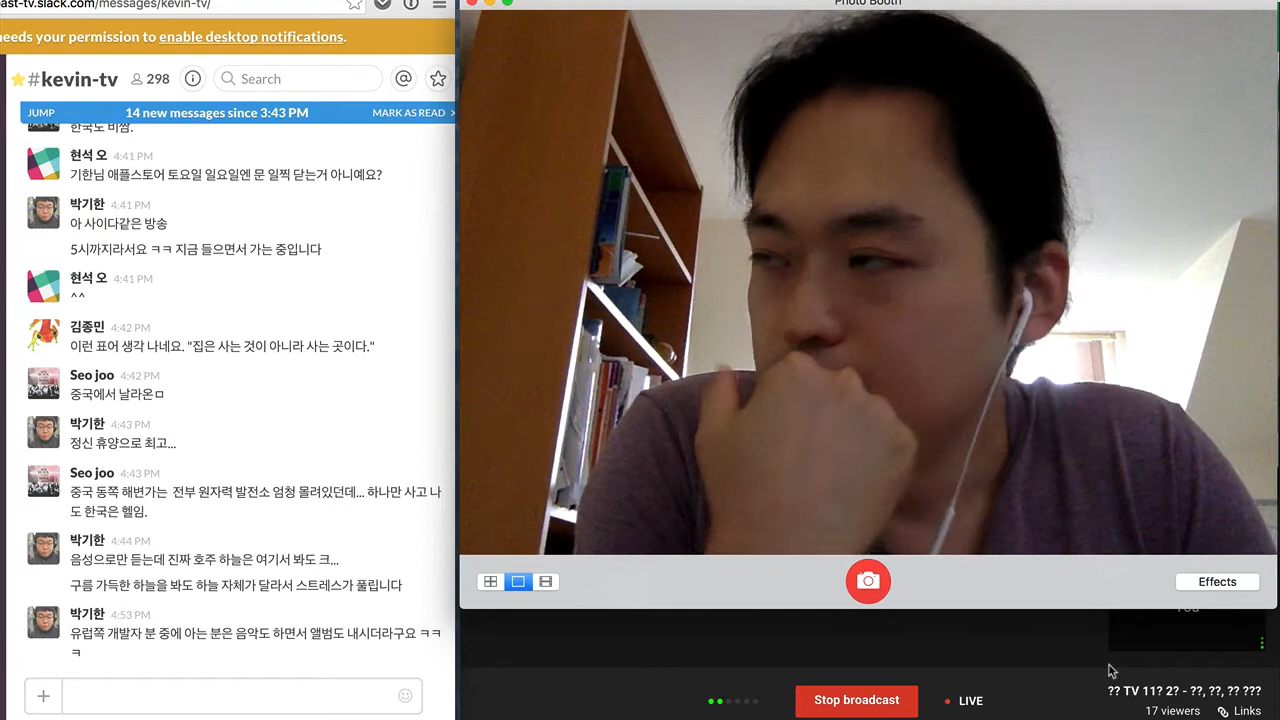 ast-tv.slack.com/messages/kevin-tv/
eeds your permission to enable desktop notifications.
#kevin-tv 298 Search
JUMP 14 new messages since 3:43 PM MARK AS READ
한국도 비쌈.
현석 오 4:41 PM
기한님 애플스토어 토요일 일요일엔 문 일찍 닫는거 아니예요?
박기한 4:41 PM
아 사이다같은 방송
5시까지라서요 ㅋㅋ 지금 들으면서 가는 중입니다
현석 오 4:41 PM
^^
김종민 4:42 PM
이런 표어 생각 나네요. "집은 사는 것이 아니라 사는 곳이다."
Seo joo 4:42 PM
중국에서 날라온ㅁ
박기한 4:43 PM
정신 휴양으로 최고...
Seo joo 4:43 PM
중국 동쪽 해변가는 전부 원자력 발전소 엄청 몰려있던데... 하나만 사고 나
도 한국은 헬임.
박기한 4:44 PM
음성으로만 듣는데 진짜 호주 하늘은 여기서 봐도 크...
구름 가득한 하늘을 봐도 하늘 자체가 달라서 스트레스가 풀립니다
박기한 4:53 PM
유럽쪽 개발자 분 중에 아는 분은 음악도 하면서 앨범도 내시더라구요 ㅋㅋ
ㅋ
Photo Booth
Effects
You
Stop broadcast
LIVE
?? TV 11? 2? - ??, ??, ?? ???
17 viewers Links